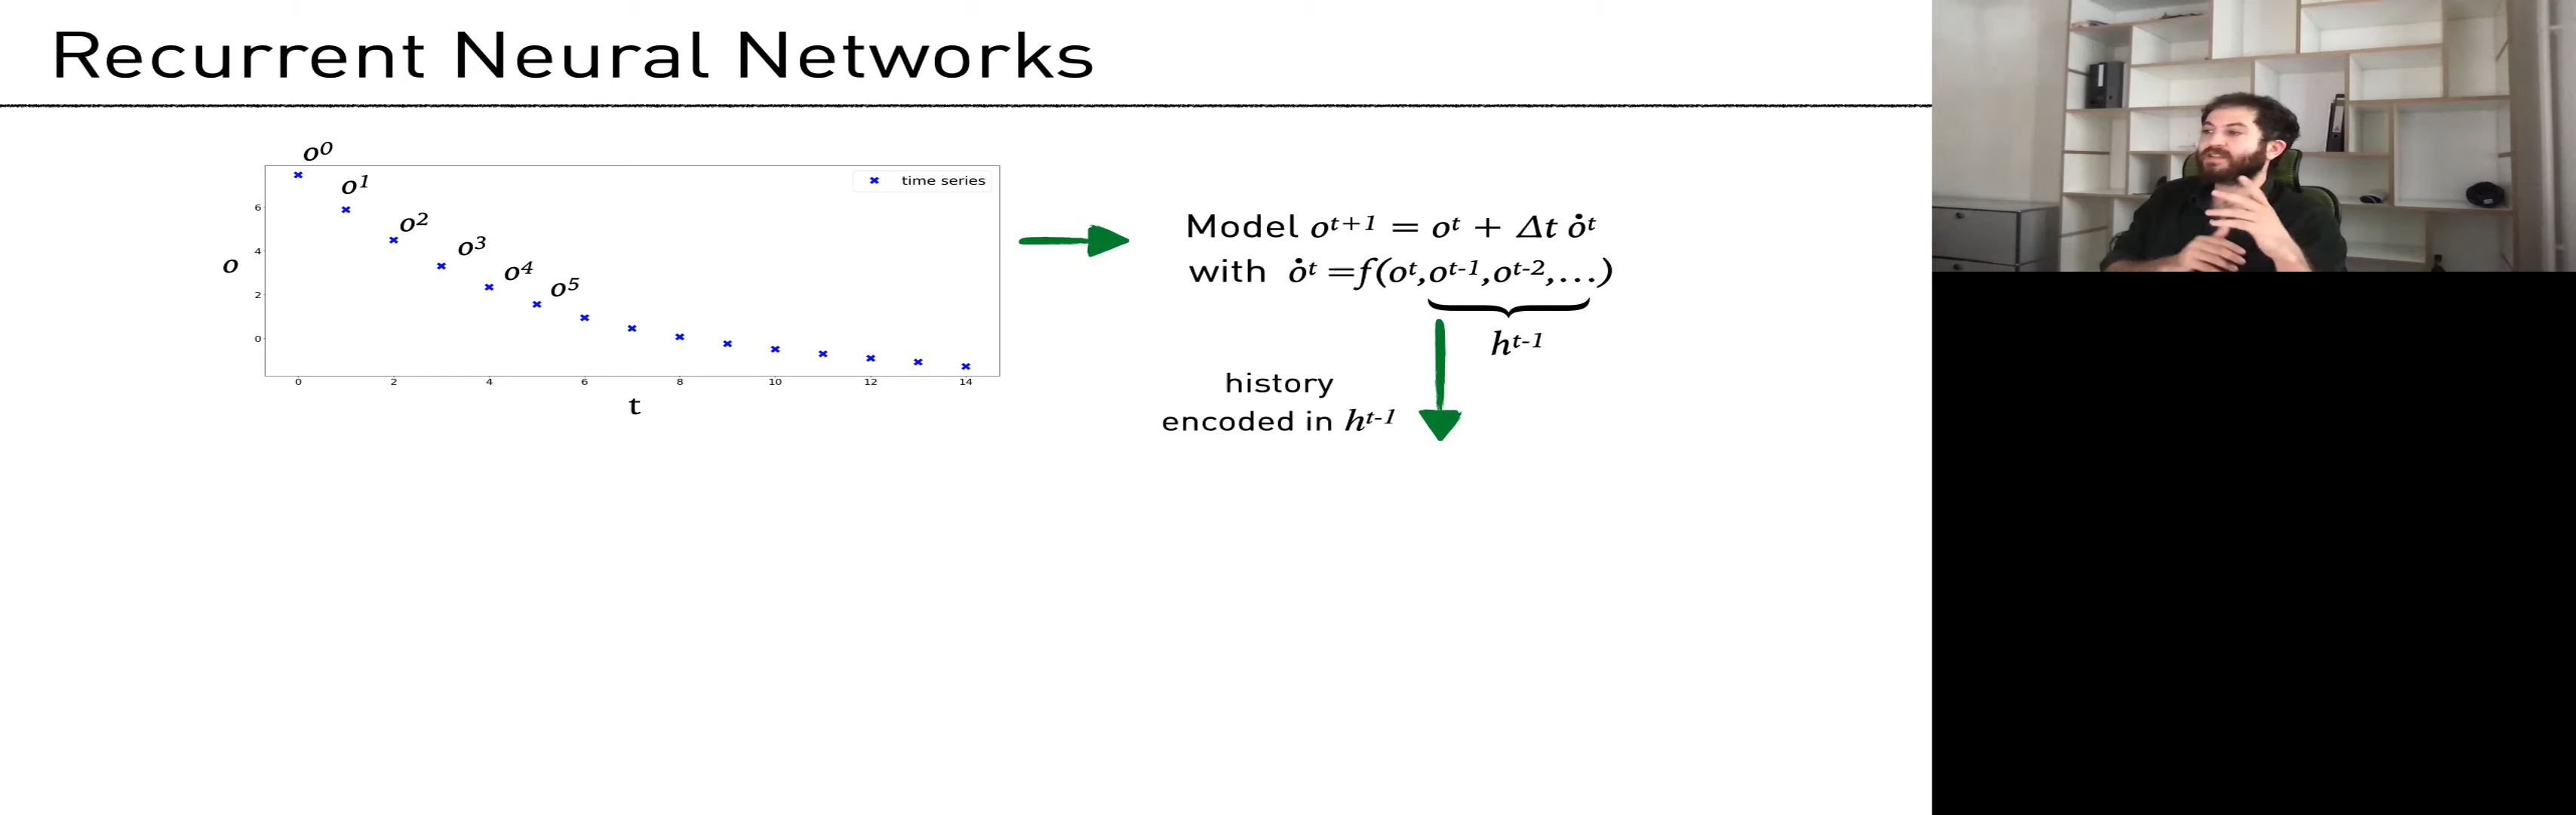 Recurrent Neural Networks
o⁰
o¹
o²
o³
o⁴
o⁵
time series
o
6
4
2
0
0 2 4 6 8 10 12 14
t
Model oᵗ⁺¹ = oᵗ + Δt ȯᵗ
with ȯᵗ =f(oᵗ,oᵗ⁻¹,oᵗ⁻²,...)
hᵗ⁻¹
history
encoded in hᵗ⁻¹